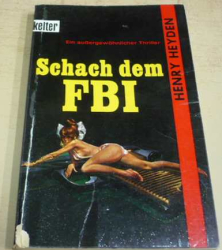 kelter
Ein außergewöhnlicher Thriller
Schach dem
FBI
HENRY HEYDEN